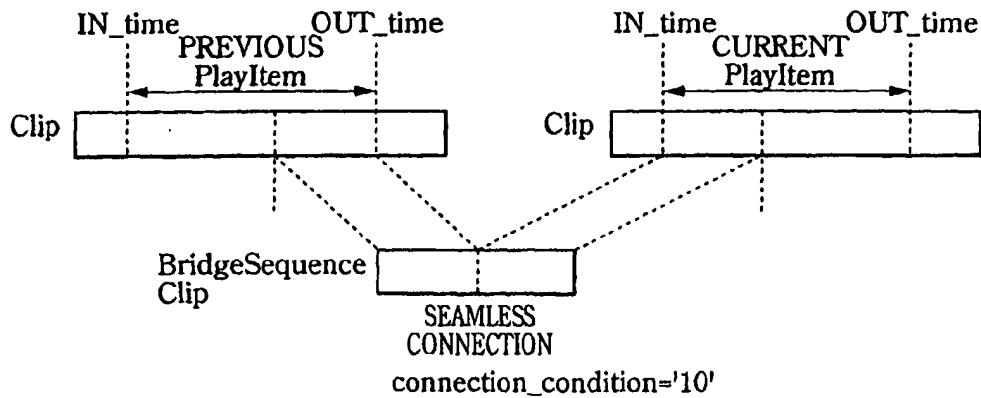 IN_time
OUT_time
PREVIOUS
PlayItem
Clip
IN_time
OUT_time
CURRENT
PlayItem
Clip
BridgeSequence
Clip
SEAMLESS
CONNECTION
connection_condition='10'